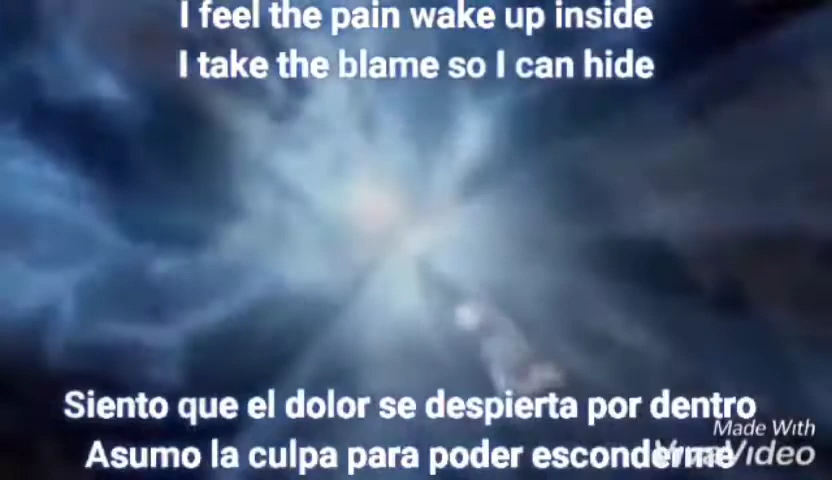 I feel the pain wake up inside
I take the blame so I can hide
Siento que el dolor se despierta por dentro
Made With
Asumo la culpa para poder esconderme
VivaVideo